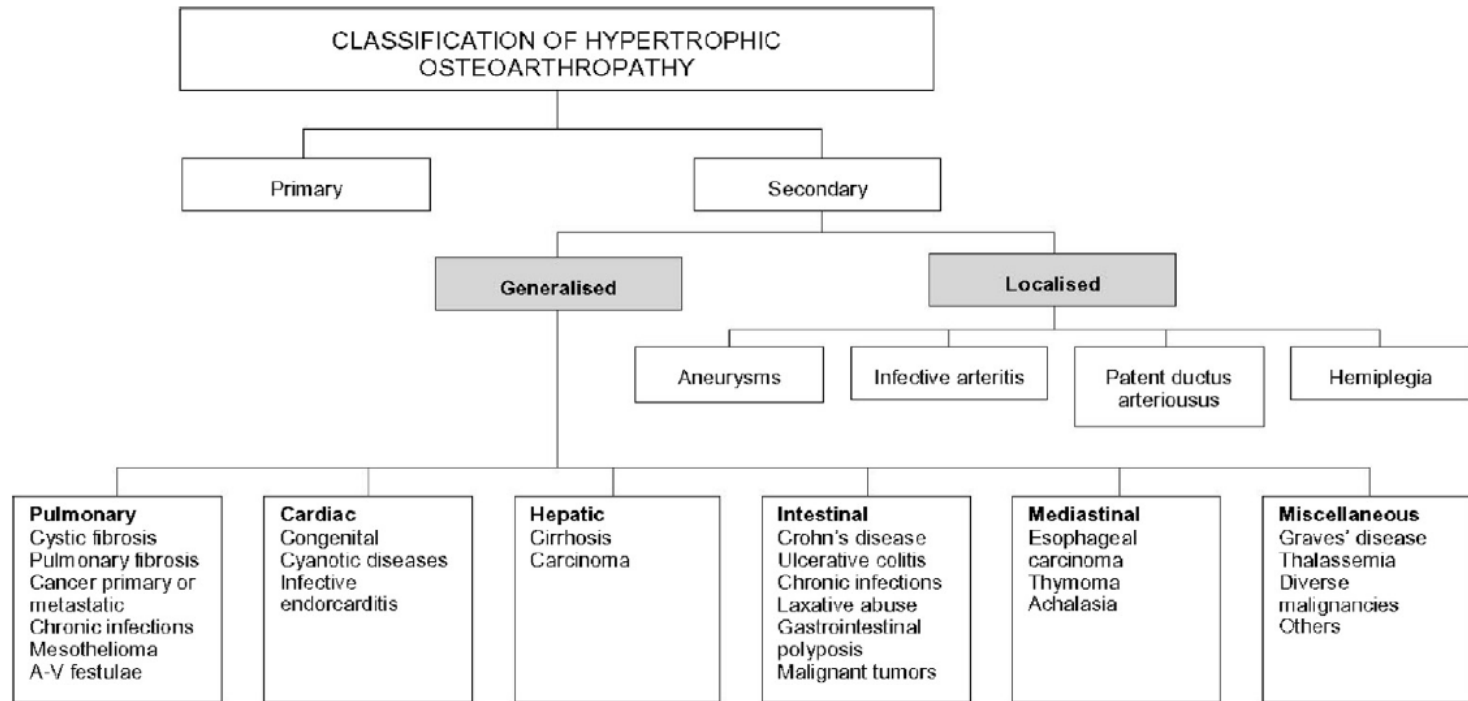 CLASSIFICATION OF HYPERTROPHIC
OSTEOARTHROPATHY
Primary
Secondary
Generalised
Localised
Aneurysms
Infective arteritis
Patent ductus
arteriousus
Hemiplegia
Pulmonary
Cystic fibrosis
Pulmonary fibrosis
Cancer primary or
metastatic
Chronic infections
Mesothelioma
A-V festulae
Cardiac
Congenital
Cyanotic diseases
Infective
endorcarditis
Hepatic
Cirrhosis
Carcinoma
Intestinal
Crohn's disease
Ulcerative colitis
Chronic infections
Laxative abuse
Gastrointestinal
polyposis
Malignant tumors
Mediastinal
Esophageal
carcinoma
Thymoma
Achalasia
Miscellaneous
Graves' disease
Thalassemia
Diverse
malignancies
Others